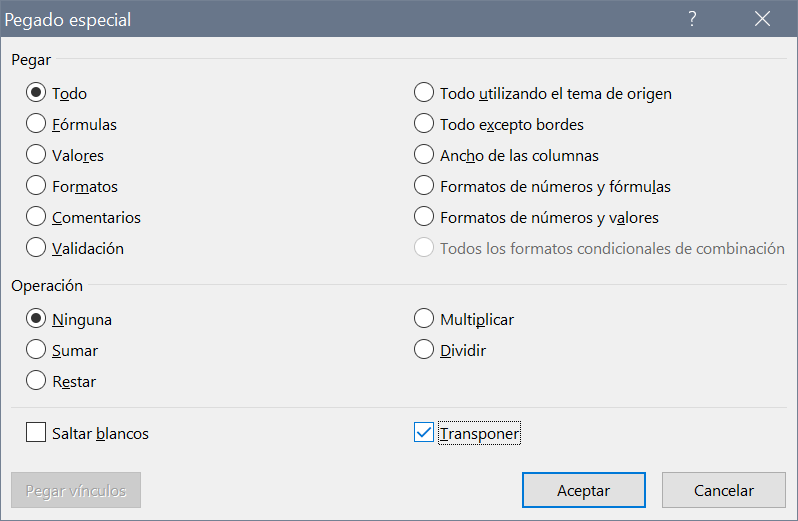 Pegado especial
?
Pegar
Todo
Fórmulas
Valores
Formatos
Comentarios
Validación
Todo utilizando el tema de origen
Todo excepto bordes
Ancho de las columnas
Formatos de números y fórmulas
Formatos de números y valores
Todos los formatos condicionales de combinación
Operación
Ninguna
Sumar
Restar
Multiplicar
Dividir
Saltar blancos
Transponer
Pegar vínculos
Aceptar
Cancelar